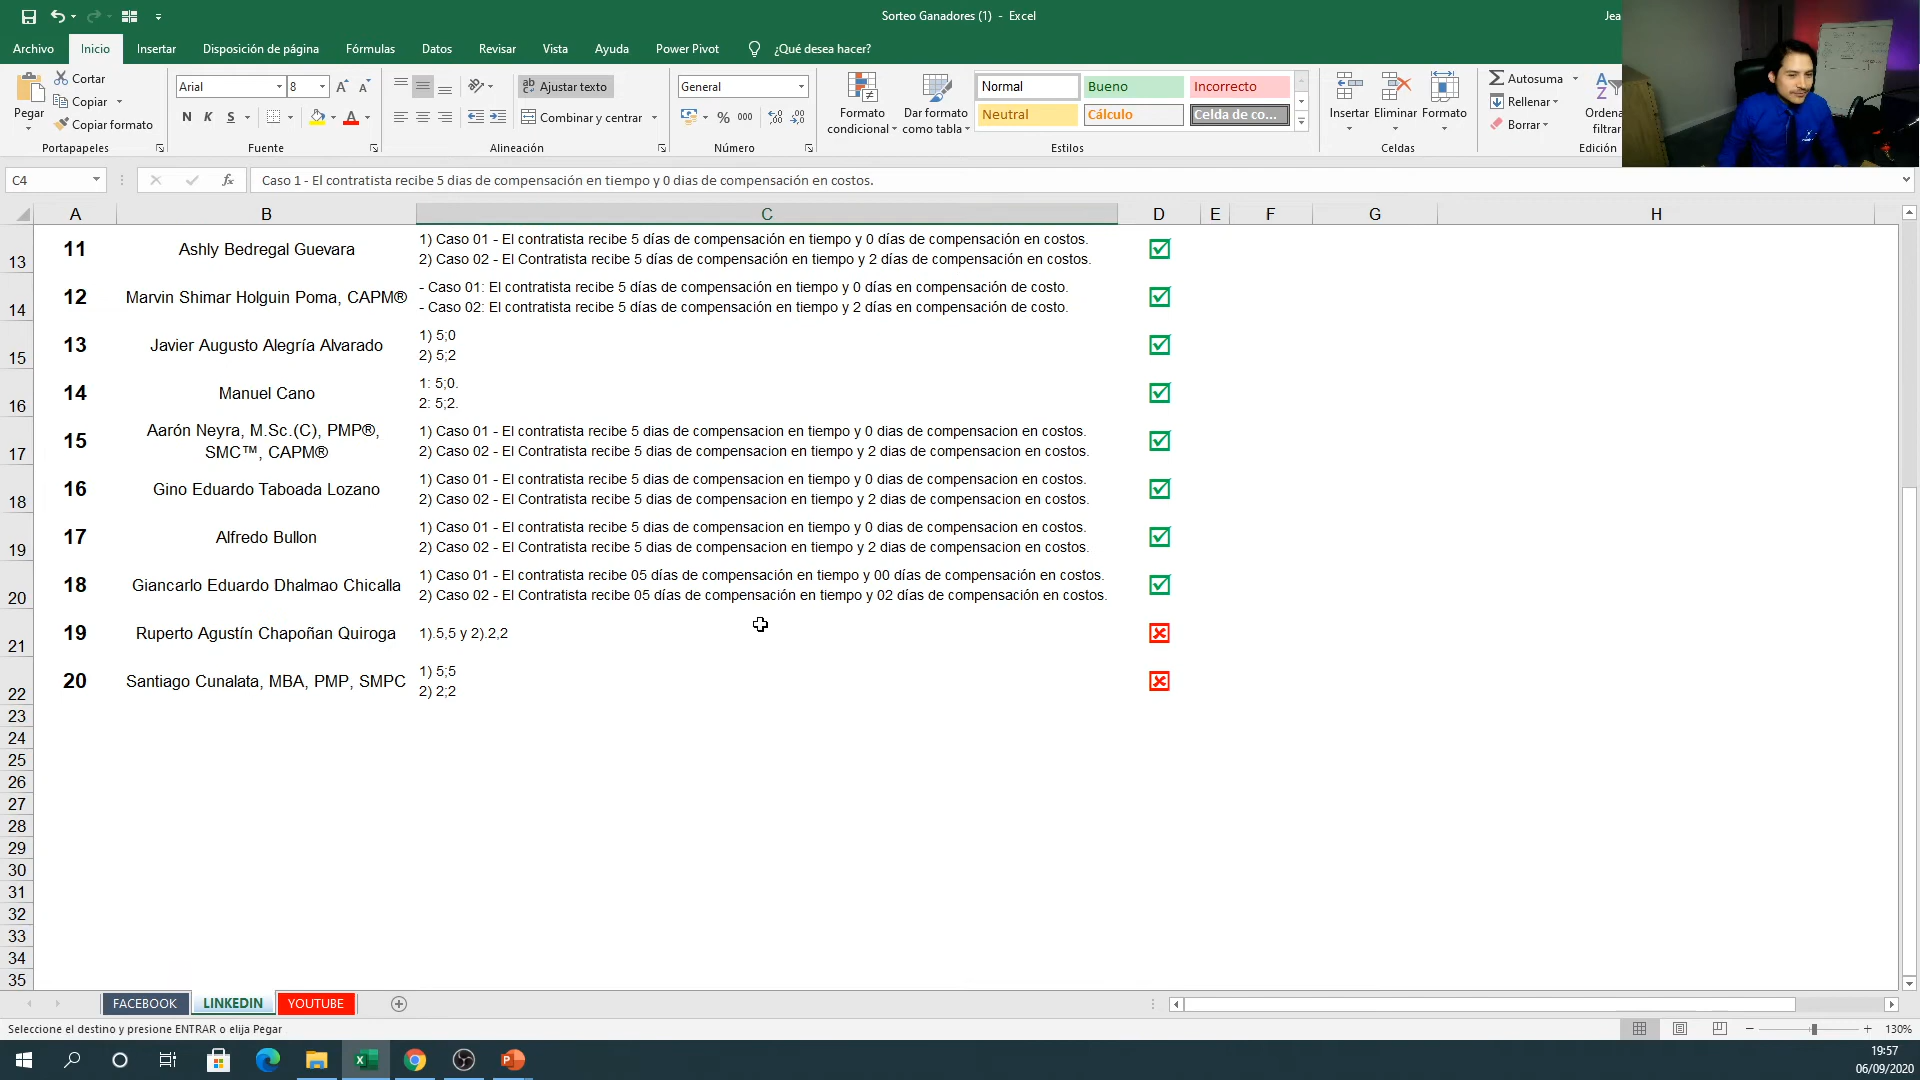 Sorteo Ganadores (1) - Excel
Jea
Archivo Inicio Insertar Disposición de página Fórmulas Datos Revisar Vista Ayuda Power Pivot ¿Qué desea hacer?
Pegar
Cortar
Copiar
Copiar formato
Portapapeles
Arial 8
N K S
Fuente
Ajustar texto
Combinar y centrar
Alineación
General
% 000
Número
Formato condicional
Dar formato como tabla
Normal Bueno Incorrecto
Neutral Cálculo Celda de co...
Estilos
Insertar Eliminar Formato
Celdas
Autosuma
Rellenar
Borrar
Ordena
filtrar
Edición
C4 fx Caso 1 - El contratista recibe 5 dias de compensación en tiempo y 0 dias de compensación en costos.
A B C D E F G H
13 11 Ashly Bedregal Guevara
1) Caso 01 - El contratista recibe 5 días de compensación en tiempo y 0 días de compensación en costos.
2) Caso 02 - El Contratista recibe 5 días de compensación en tiempo y 2 días de compensación en costos.
14 12 Marvin Shimar Holguin Poma, CAPM®
- Caso 01: El contratista recibe 5 días de compensación en tiempo y 0 días en compensación de costo.
- Caso 02: El contratista recibe 5 días de compensación en tiempo y 2 días en compensación de costo.
15 13 Javier Augusto Alegría Alvarado
1) 5;0
2) 5;2
16 14 Manuel Cano
1: 5;0.
2: 5;2.
17 15 Aarón Neyra, M.Sc.(C), PMP®,
SMC™, CAPM®
1) Caso 01 - El contratista recibe 5 dias de compensacion en tiempo y 0 dias de compensacion en costos.
2) Caso 02 - El Contratista recibe 5 dias de compensacion en tiempo y 2 dias de compensacion en costos.
18 16 Gino Eduardo Taboada Lozano
1) Caso 01 - El contratista recibe 5 dias de compensacion en tiempo y 0 dias de compensacion en costos.
2) Caso 02 - El Contratista recibe 5 dias de compensacion en tiempo y 2 dias de compensacion en costos.
19 17 Alfredo Bullon
1) Caso 01 - El contratista recibe 5 dias de compensacion en tiempo y 0 dias de compensacion en costos.
2) Caso 02 - El Contratista recibe 5 dias de compensacion en tiempo y 2 dias de compensacion en costos.
20 18 Giancarlo Eduardo Dhalmao Chicalla
1) Caso 01 - El contratista recibe 05 días de compensación en tiempo y 00 días de compensación en costos.
2) Caso 02 - El Contratista recibe 05 días de compensación en tiempo y 02 días de compensación en costos.
21 19 Ruperto Agustín Chapoñan Quiroga 1).5,5 y 2).2,2
22 20 Santiago Cunalata, MBA, PMP, SMPC
1) 5;5
2) 2;2
23
24
25
26
27
28
29
30
31
32
33
34
35
FACEBOOK LINKEDIN YOUTUBE
Seleccione el destino y presione ENTRAR o elija Pegar
130%
19:57
06/09/2020